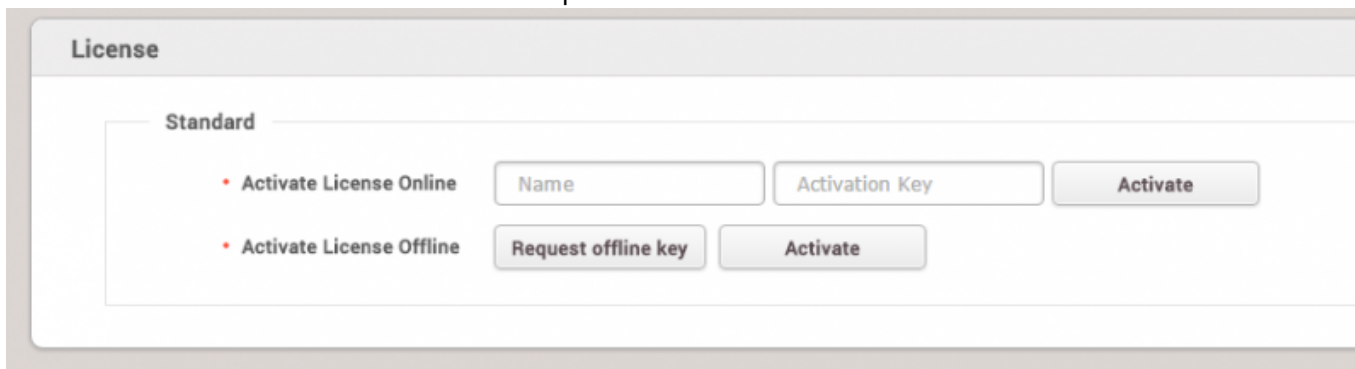 License
Standard
• Activate License Online Name Activation Key Activate
• Activate License Offline Request offline key Activate